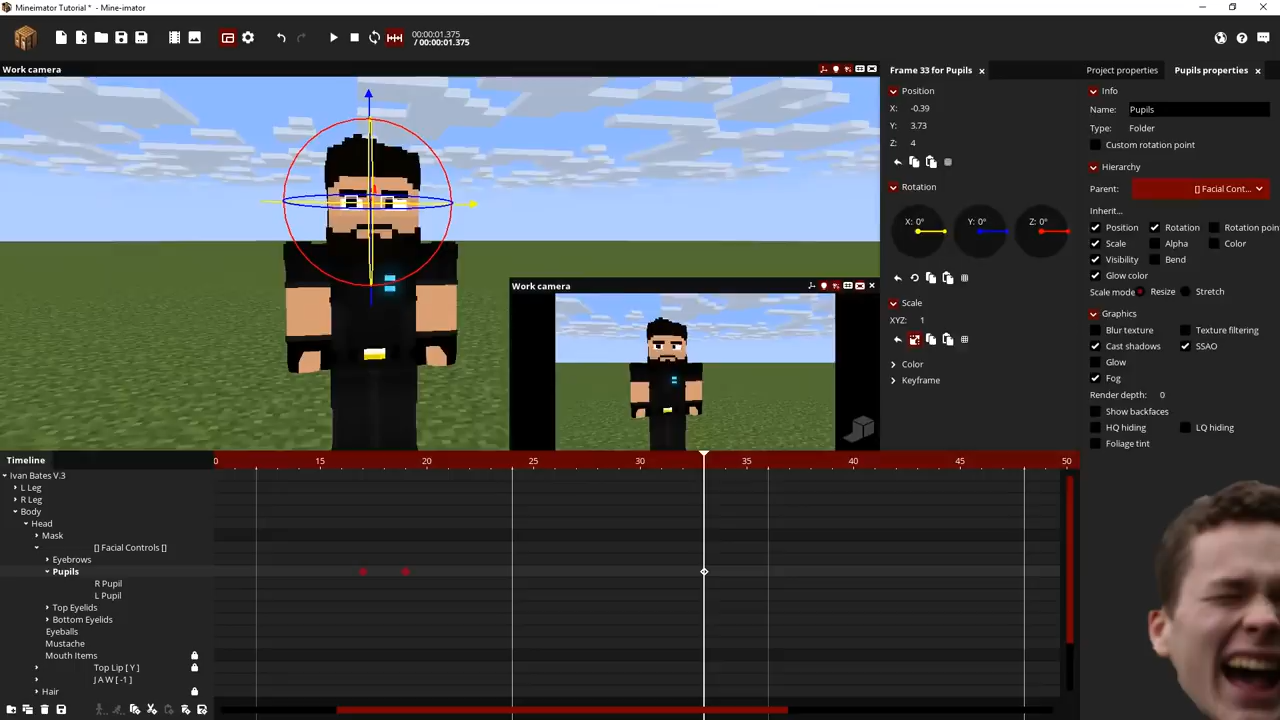 Mineimator Tutorial * - Mine-imator
00:00:01.375
/ 00:00:01.375
Work camera
Work camera
Frame 33 for Pupils
Position
X: -0.39
Y: 3.73
Z: 4
Rotation
X: 0° Y: 0° Z: 0°
Scale
XYZ: 1
Color
Keyframe
Project properties Pupils properties
Info
Name: Pupils
Type: Folder
Custom rotation point
Hierarchy
Parent: [] Facial Cont...
Inherit...
Position Rotation Rotation poin
Scale Alpha Color
Visibility Bend
Glow color
Scale mode Resize Stretch
Graphics
Blur texture Texture filtering
Cast shadows SSAO
Glow
Fog
Render depth: 0
Show backfaces
HQ hiding LQ hiding
Foliage tint
Timeline
0 15 20 25 30 35 40 45 50
Ivan Bates V.3
L Leg
R Leg
Body
Head
Mask
[] Facial Controls []
Eyebrows
Pupils
R Pupil
L Pupil
Top Eyelids
Bottom Eyelids
Eyeballs
Mustache
Mouth Items
Top Lip [ Y ]
J A W [ -1 ]
Hair